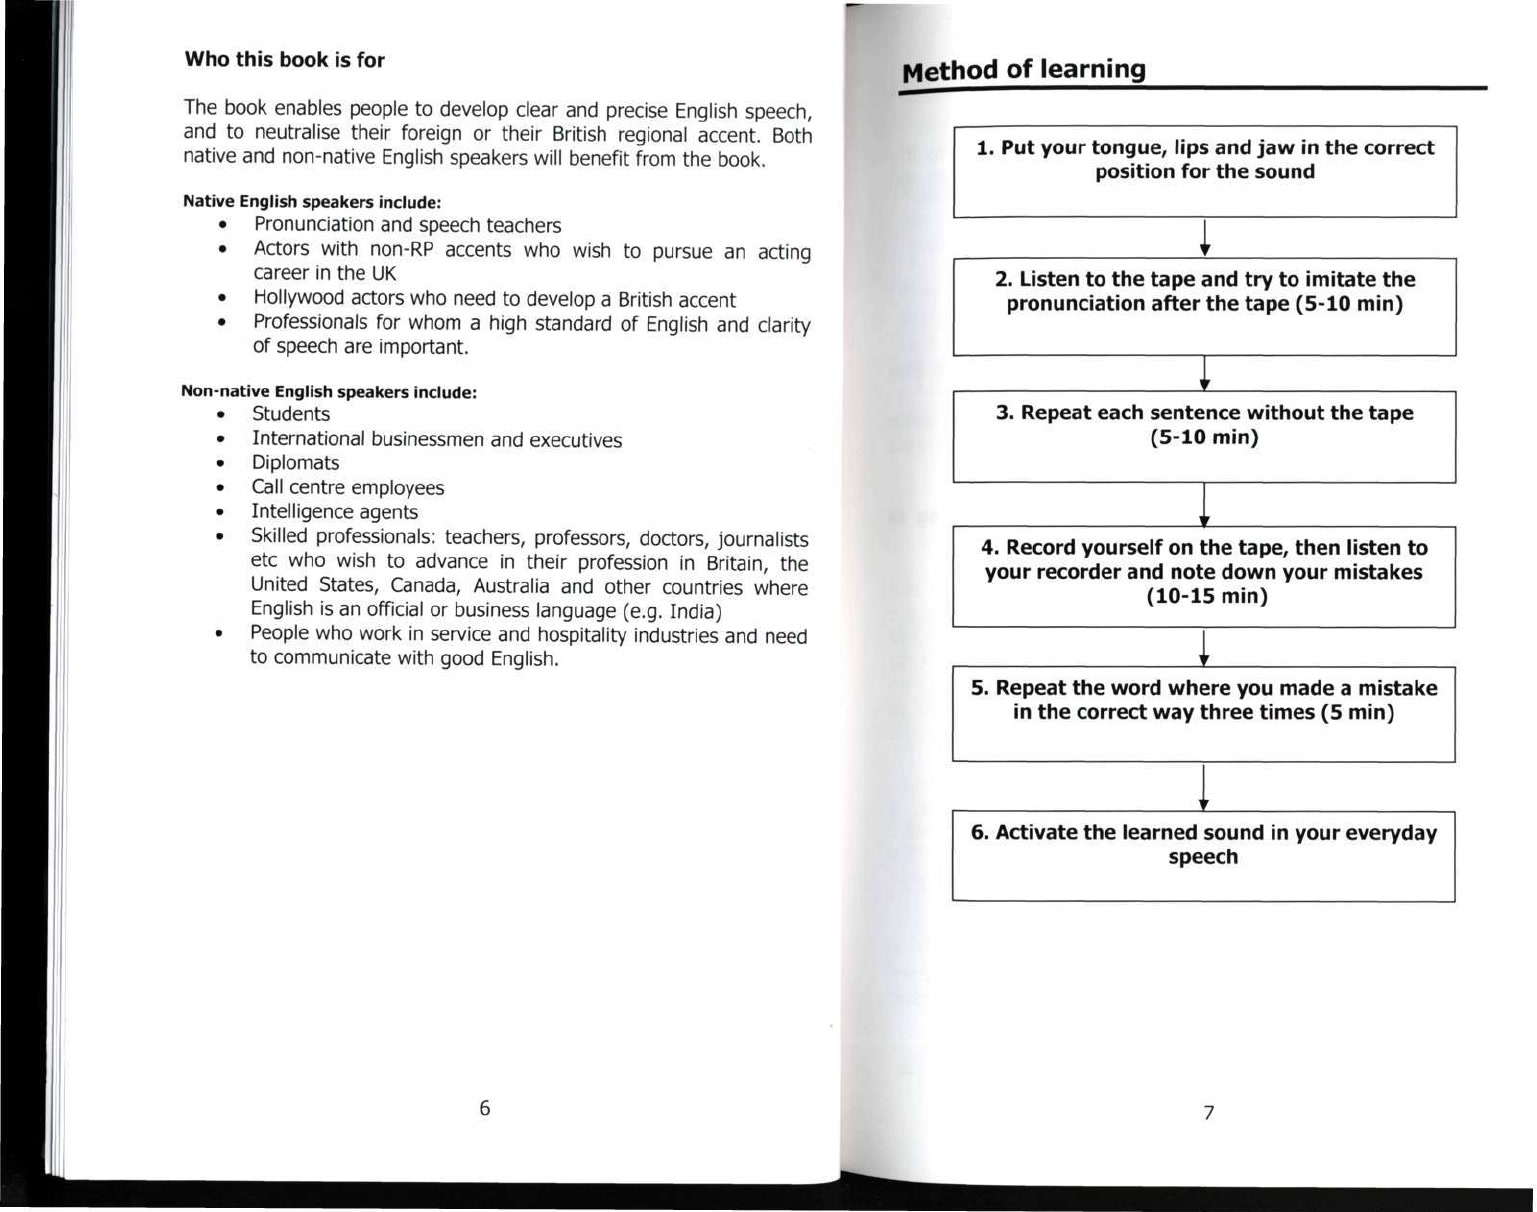 Who this book is for
The book enables people to develop clear and precise English speech,
and to neutralise their foreign or their British regional accent. Both
native and non-native English speakers will benefit from the book.
Native English speakers include:
• Pronunciation and speech teachers
• Actors with non-RP accents who wish to pursue an acting
career in the UK
• Hollywood actors who need to develop a British accent
• Professionals for whom a high standard of English and clarity
of speech are important.
Non-native English speakers include:
• Students
• International businessmen and executives
• Diplomats
• Call centre employees
• Intelligence agents
• Skilled professionals: teachers, professors, doctors, journalists
etc who wish to advance in their profession in Britain, the
United States, Canada, Australia and other countries where
English is an official or business language (e.g. India)
• People who work in service and hospitality industries and need
to communicate with good English.
6
Method of learning
1. Put your tongue, lips and jaw in the correct
position for the sound
2. Listen to the tape and try to imitate the
pronunciation after the tape (5-10 min)
3. Repeat each sentence without the tape
(5-10 min)
4. Record yourself on the tape, then listen to
your recorder and note down your mistakes
(10-15 min)
5. Repeat the word where you made a mistake
in the correct way three times (5 min)
6. Activate the learned sound in your everyday
speech
7